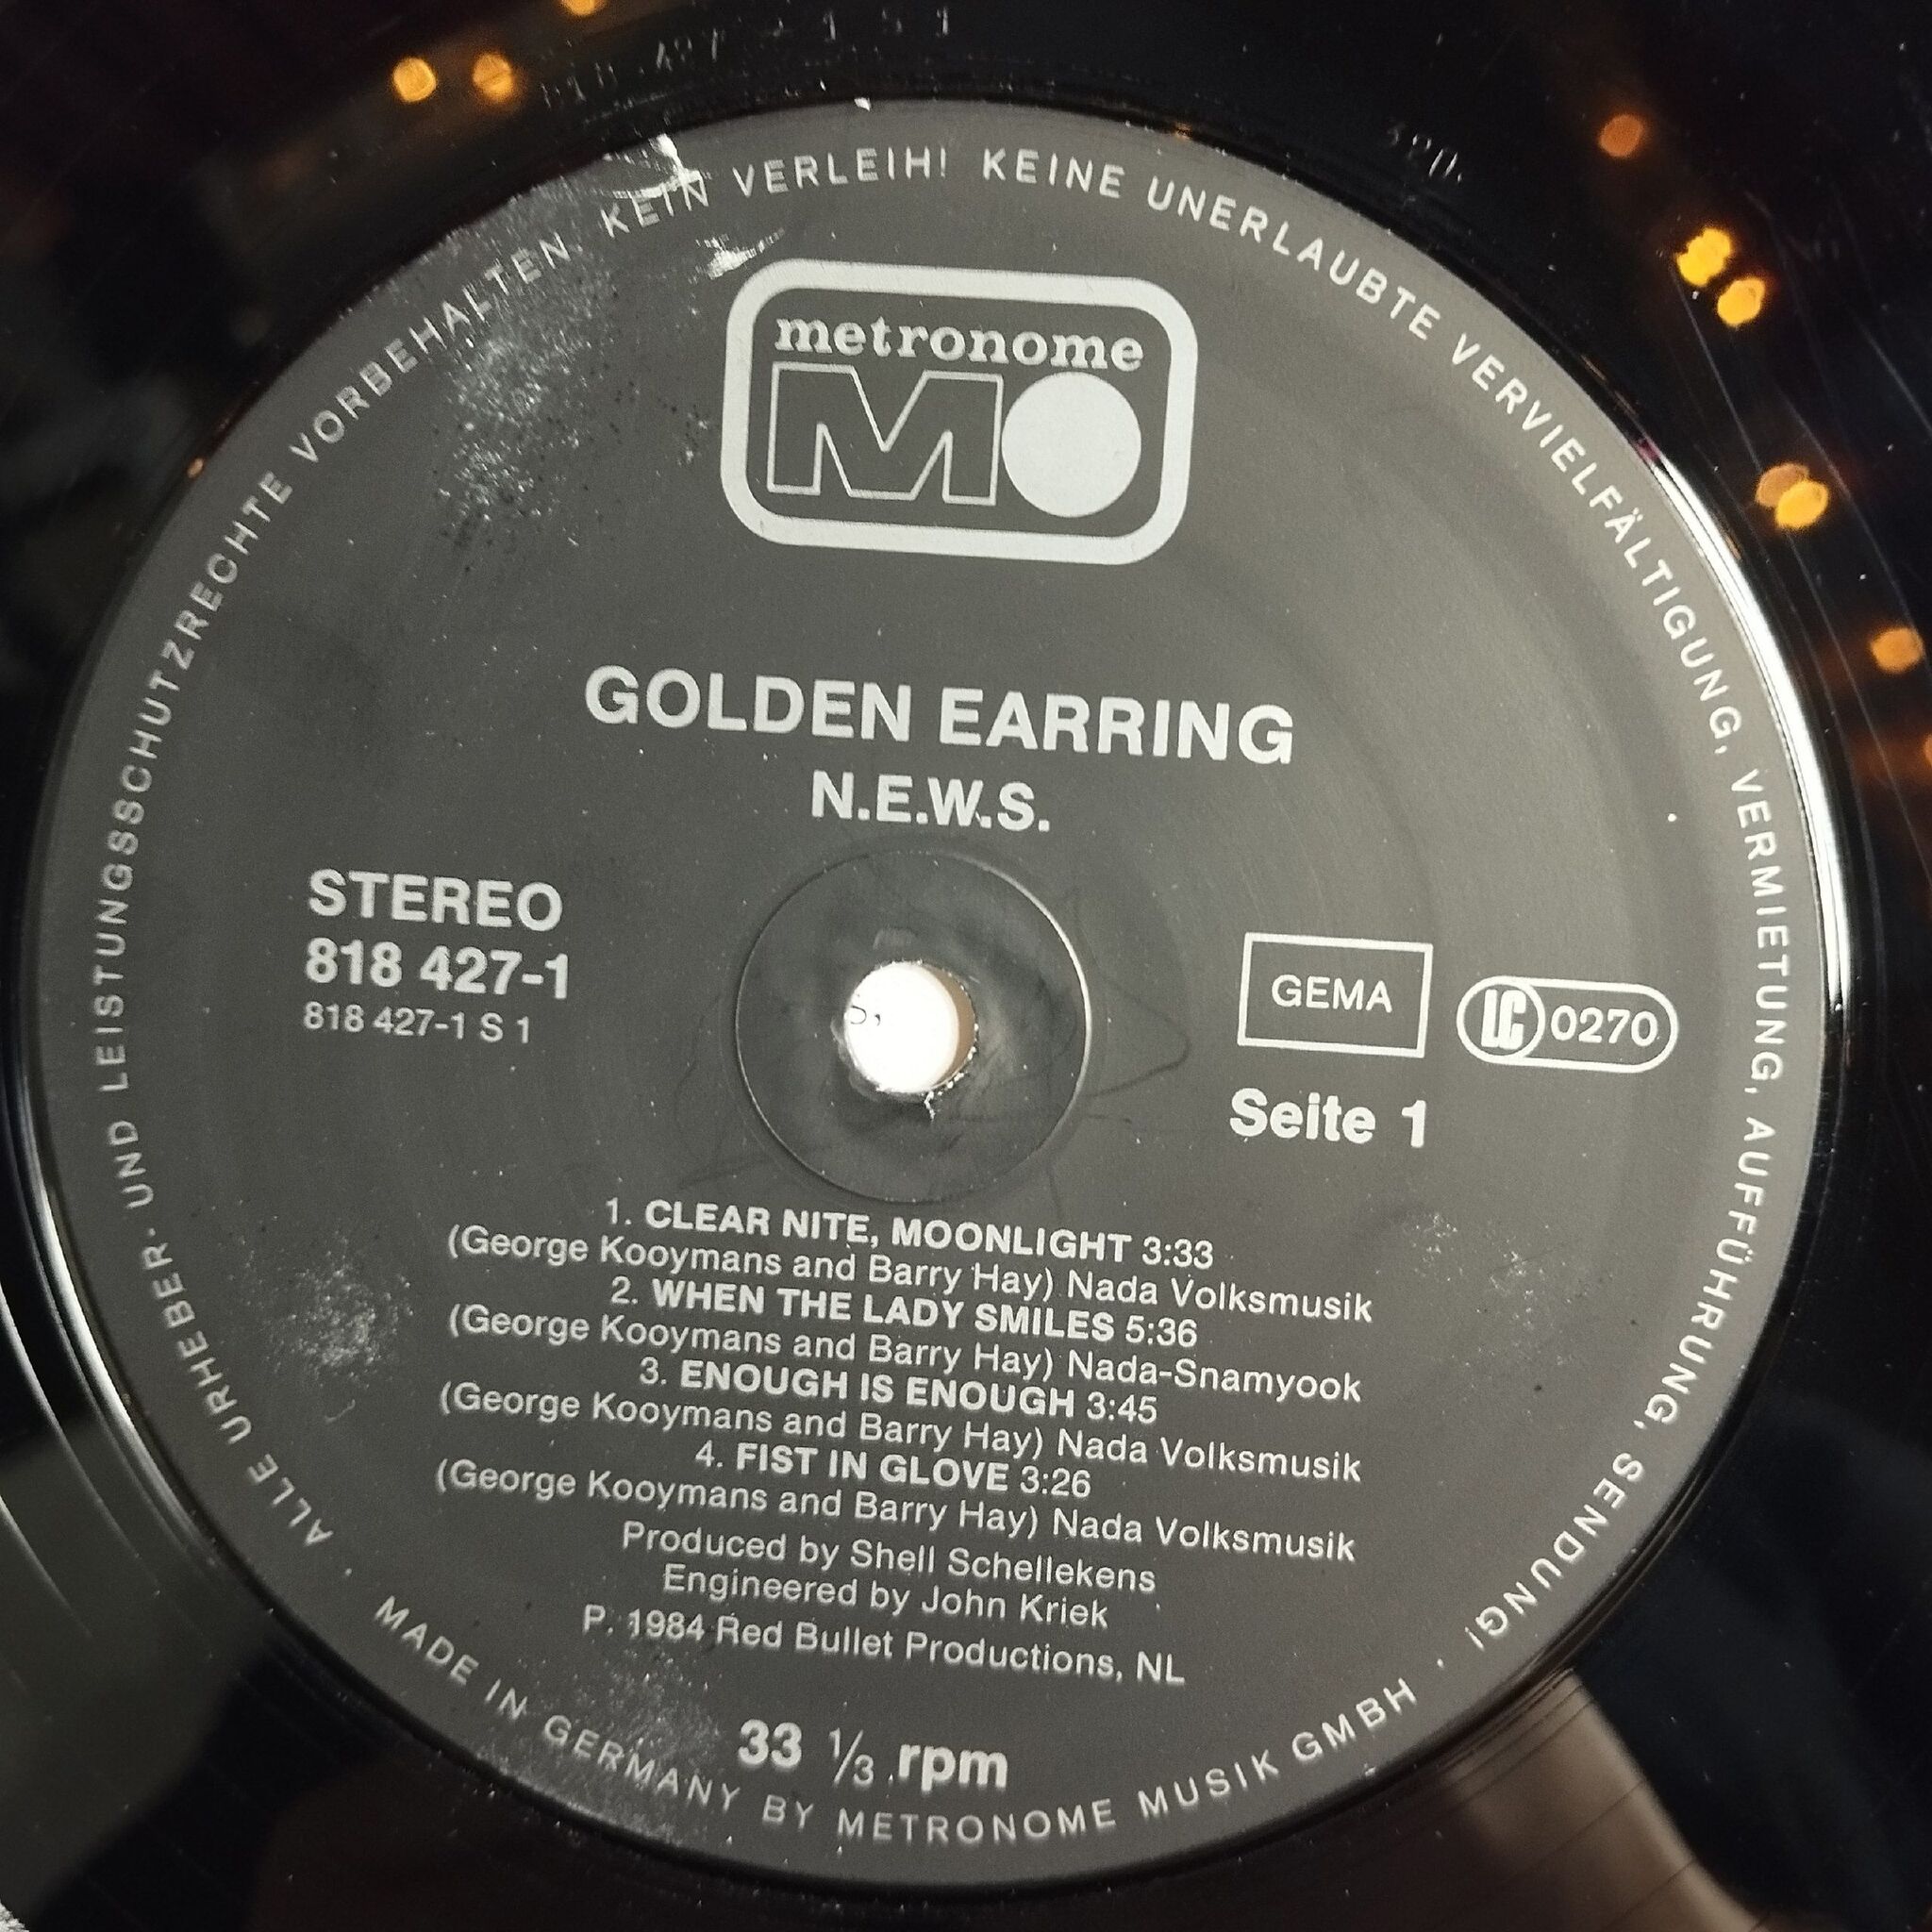 metronome
MO
GOLDEN EARRING
N.E.W.S.
STEREO
818 427-1
818 427-1 S 1
GEMA
LC 0270
Seite 1
1. CLEAR NITE, MOONLIGHT 3:33
(George Kooymans and Barry Hay) Nada Volksmusik
2. WHEN THE LADY SMILES 5:36
(George Kooymans and Barry Hay) Nada-Snamyook
3. ENOUGH IS ENOUGH 3:45
(George Kooymans and Barry Hay) Nada Volksmusik
4. FIST IN GLOVE 3:26
(George Kooymans and Barry Hay) Nada Volksmusik
Produced by Shell Schellekens
Engineered by John Kriek
P. 1984 Red Bullet Productions, NL
33 ⅓ rpm
ALLE URHEBER- UND LEISTUNGSSCHUTZRECHTE VORBEHALTEN. KEIN VERLEIH! KEINE UNERLAUBTE VERVIELFÄLTIGUNG, VERMIETUNG, AUFFÜHRUNG, SENDUNG!
· MADE IN GERMANY BY METRONOME MUSIK GMBH ·
320